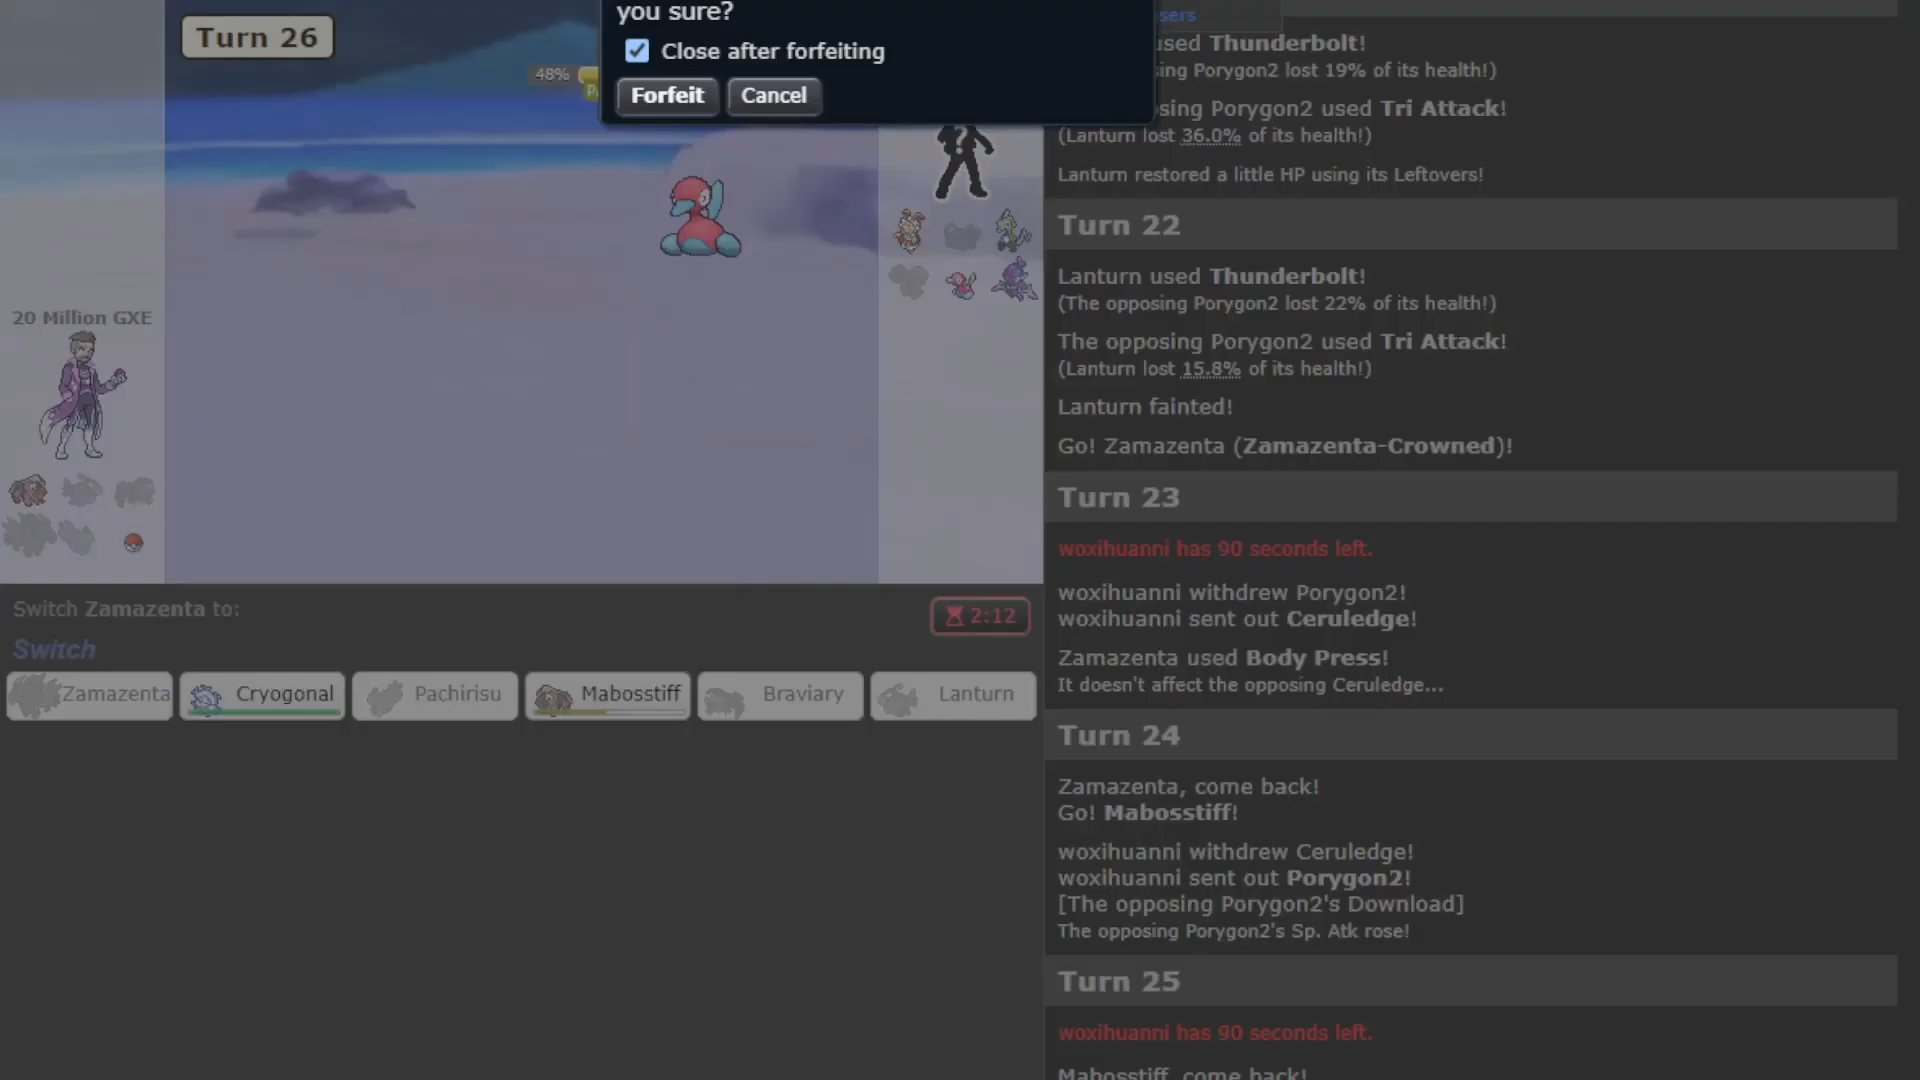 Turn 26
48%
you sure?
Close after forfeiting
Forfeit Cancel
20 Million GXE
Switch Zamazenta to:
2:12
Switch
Zamazenta Cryogonal Pachirisu Mabosstiff Braviary Lanturn
sers
used Thunderbolt!
ing Porygon2 lost 19% of its health!)
sing Porygon2 used Tri Attack!
(Lanturn lost 36.0% of its health!)
Lanturn restored a little HP using its Leftovers!
Turn 22
Lanturn used Thunderbolt!
(The opposing Porygon2 lost 22% of its health!)
The opposing Porygon2 used Tri Attack!
(Lanturn lost 15.8% of its health!)
Lanturn fainted!
Go! Zamazenta (Zamazenta-Crowned)!
Turn 23
woxihuanni has 90 seconds left.
woxihuanni withdrew Porygon2!
woxihuanni sent out Ceruledge!
Zamazenta used Body Press!
It doesn't affect the opposing Ceruledge...
Turn 24
Zamazenta, come back!
Go! Mabosstiff!
woxihuanni withdrew Ceruledge!
woxihuanni sent out Porygon2!
[The opposing Porygon2's Download]
The opposing Porygon2's Sp. Atk rose!
Turn 25
woxihuanni has 90 seconds left.
Mabosstiff, come back!